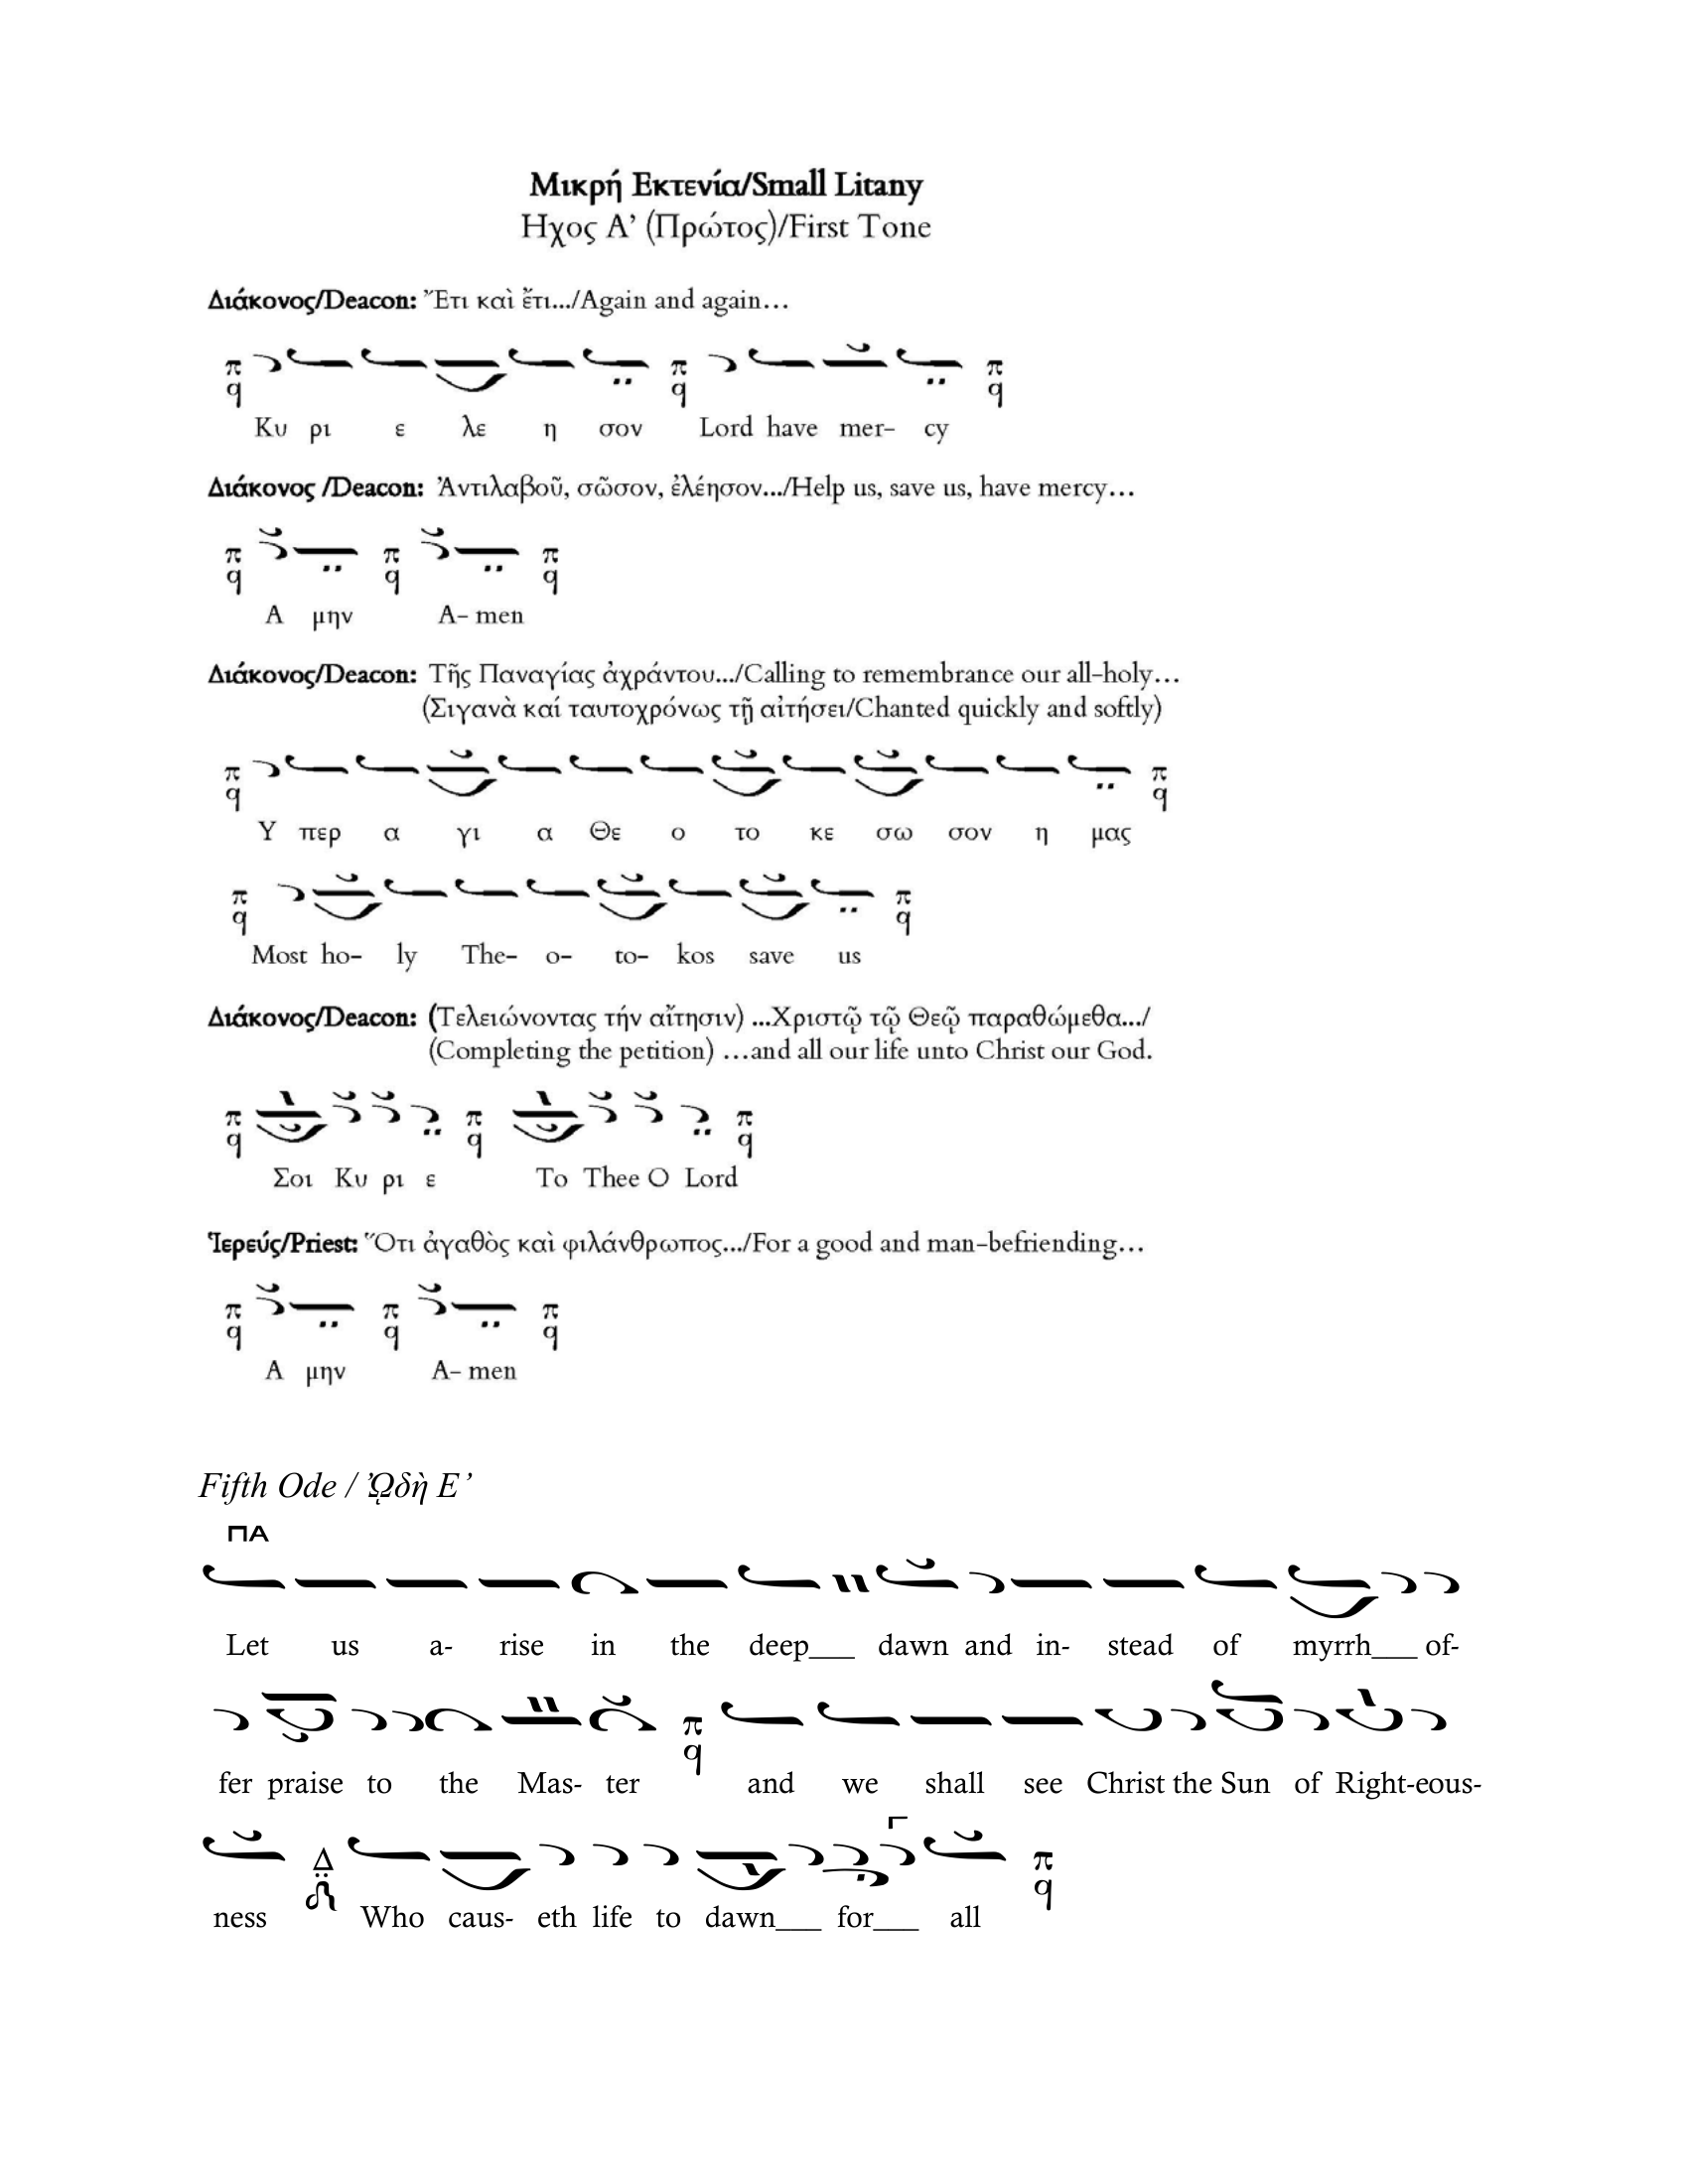 Μικρή Εκτενία/Small Litany
Ηχος Α' (Πρώτος)/First Tone
Διάκονος/Deacon: Ἔτι καὶ ἔτι.../Again and again…
π q π q π q
Κυ ρι ε λε η σον Lord have mer- cy
Διάκονος /Deacon: Ἀντιλαβοῦ, σῶσον, ἐλέησον.../Help us, save us, have mercy…
π q π q π q
Α μην A- men
Διάκονος/Deacon: Τῆς Παναγίας ἀχράντου.../Calling to remembrance our all-holy…
(Σιγανὰ καί ταυτοχρόνως τῇ αἰτήσει/Chanted quickly and softly)
π q π q
Υ περ α γι α Θε ο το κε σω σον η μας
π q π q
Most ho- ly The- o- to- kos save us
Διάκονος/Deacon: (Τελειώνοντας τήν αἴτησιν) ...Χριστῷ τῷ Θεῷ παραθώμεθα.../
(Completing the petition) …and all our life unto Christ our God.
π q π q π q
Σοι Κυ ρι ε To Thee O Lord
Ἱερεύς/Priest: Ὅτι ἀγαθὸς καὶ φιλάνθρωπος.../For a good and man-befriending…
π q π q π q
Α μην A- men
Fifth Ode / ᾨδὴ Ε’
ΠΑ
Let us a- rise in the deep___ dawn and in- stead of myrrh___ of-
π q
fer praise to the Mas- ter and we shall see Christ the Sun of Right-eous-
Δ π q
ness Who caus- eth life to dawn___ for___ all